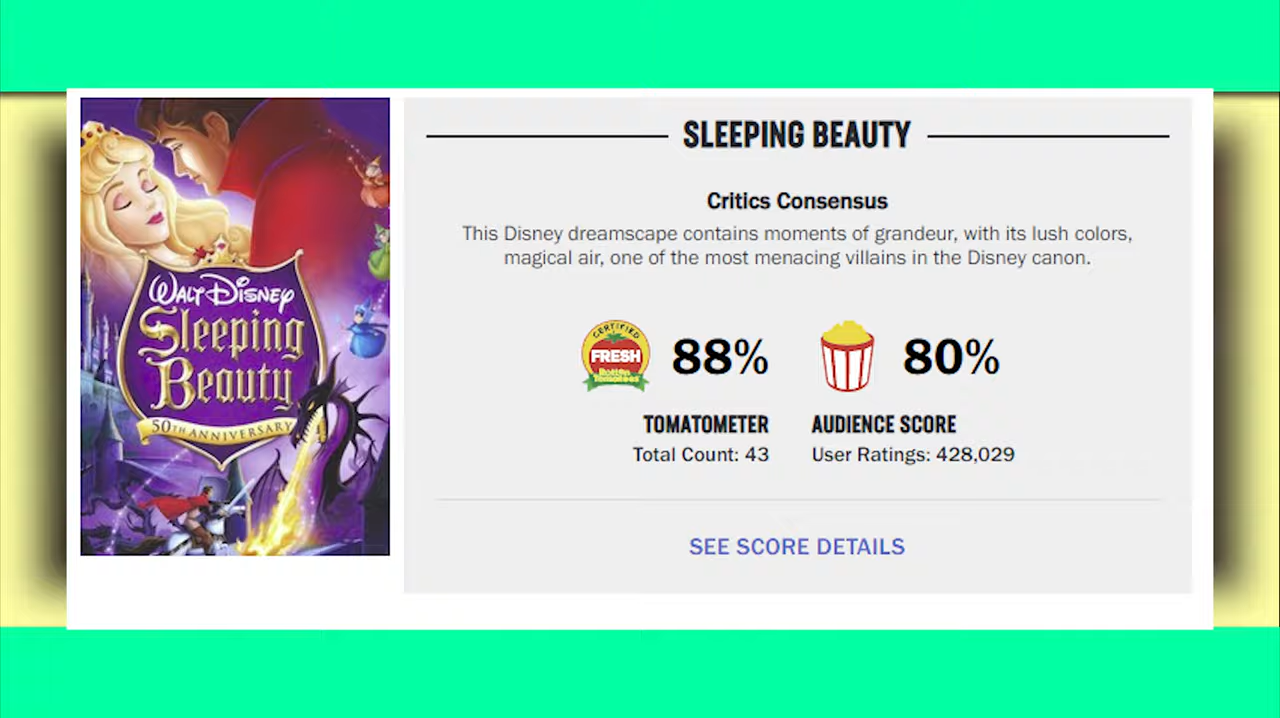 WALT DISNEY
Sleeping
Beauty
50TH ANNIVERSARY
SLEEPING BEAUTY
Critics Consensus
This Disney dreamscape contains moments of grandeur, with its lush colors,
magical air, one of the most menacing villains in the Disney canon.
CERTIFIED
FRESH
Rotten
Tomatoes
88% 80%
TOMATOMETER AUDIENCE SCORE
Total Count: 43 User Ratings: 428,029
SEE SCORE DETAILS